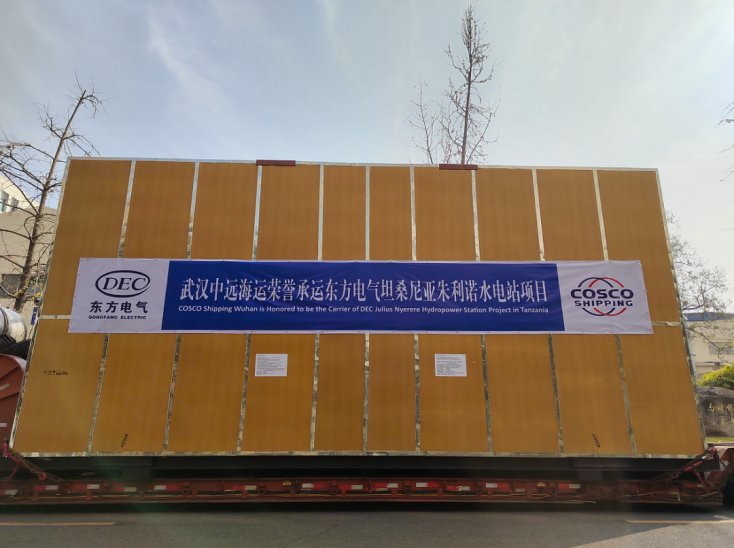 DEC
东方电气
DONGFANG ELECTRIC
武汉中远海运荣誉承运东方电气坦桑尼亚朱利诺水电站项目
COSCO Shipping Wuhan is Honored to be the Carrier of DEC Julius Nyerere Hydropower Station Project in Tanzania
COSCO
SHIPPING